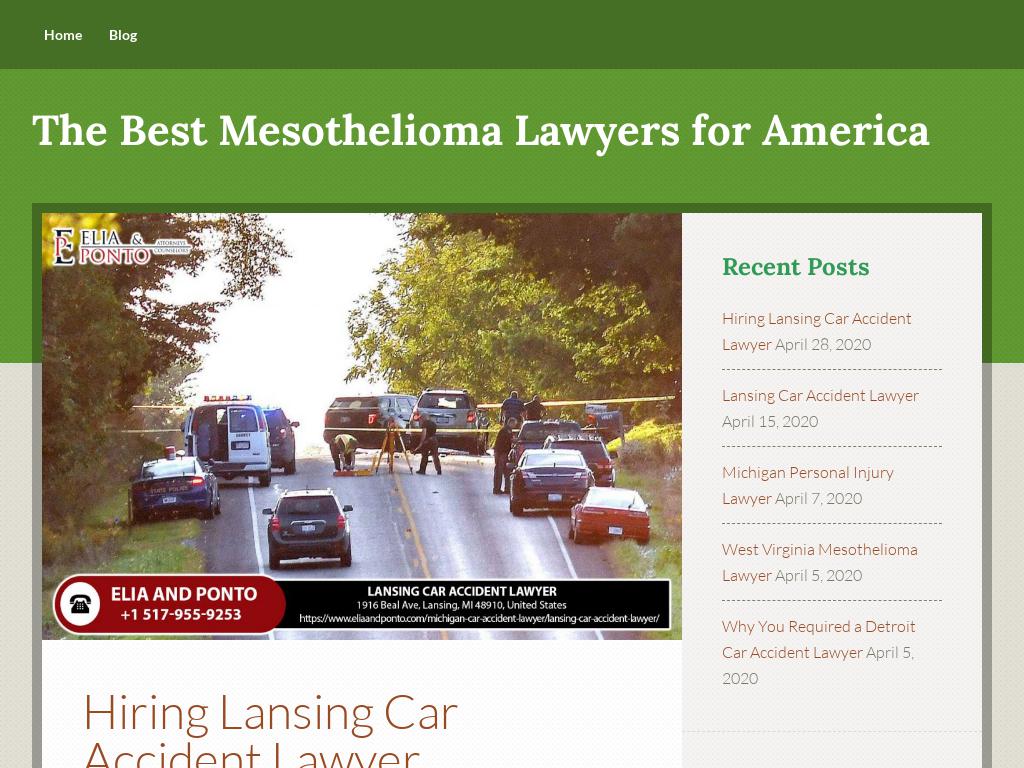 Home Blog
The Best Mesothelioma Lawyers for America
ELIA &
PONTO
ATTORNEYS
COUNSELORS
STATE POLICE
ELIA AND PONTO
+1 517-955-9253
LANSING CAR ACCIDENT LAWYER
1916 Beal Ave, Lansing, MI 48910, United States
https://www.eliaandponto.com/michigan-car-accident-lawyer/lansing-car-accident-lawyer/
Hiring Lansing Car
Accident Lawyer
Recent Posts
Hiring Lansing Car Accident
Lawyer April 28, 2020
Lansing Car Accident Lawyer
April 15, 2020
Michigan Personal Injury
Lawyer April 7, 2020
West Virginia Mesothelioma
Lawyer April 5, 2020
Why You Required a Detroit
Car Accident Lawyer April 5,
2020